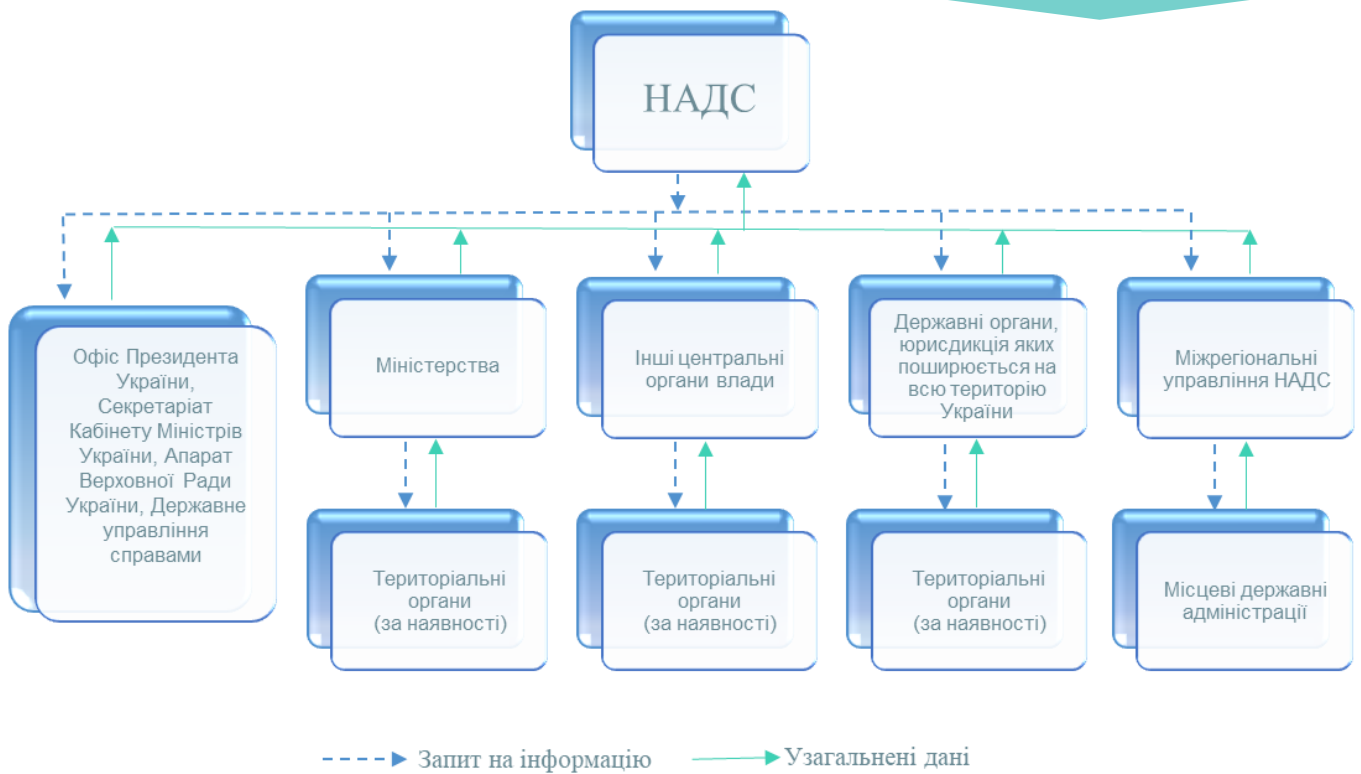 НАДС
Офіс Президента
України,
Секретаріат
Кабінету Міністрів
України, Апарат
Верховної Ради
України, Державне
управління
справами
Міністерства
Інші центральні
органи влади
Державні органи,
юрисдикція яких
поширюється на
всю територію
України
Міжрегіональні
управління НАДС
Територіальні
органи
(за наявності)
Територіальні
органи
(за наявності)
Територіальні
органи
(за наявності)
Місцеві державні
адміністрації
Запит на інформацію
Узагальнені дані